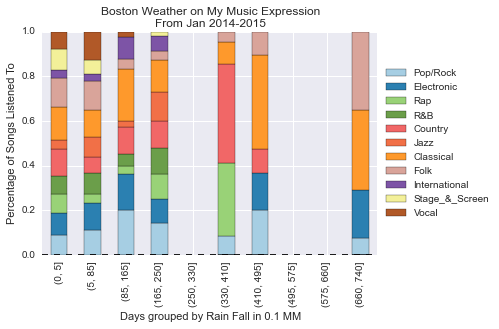 Boston Weather on My Music Expression
From Jan 2014-2015
Percentage of Songs Listened To
1.0
0.8
0.6
0.4
0.2
0.0
(0, 5]
(5, 85]
(85, 165]
(165, 250]
(250, 330]
(330, 410]
(410, 495]
(495, 575]
(575, 660]
(660, 740]
Days grouped by Rain Fall in 0.1 MM
Pop/Rock
Electronic
Rap
R&B
Country
Jazz
Classical
Folk
International
Stage_&_Screen
Vocal